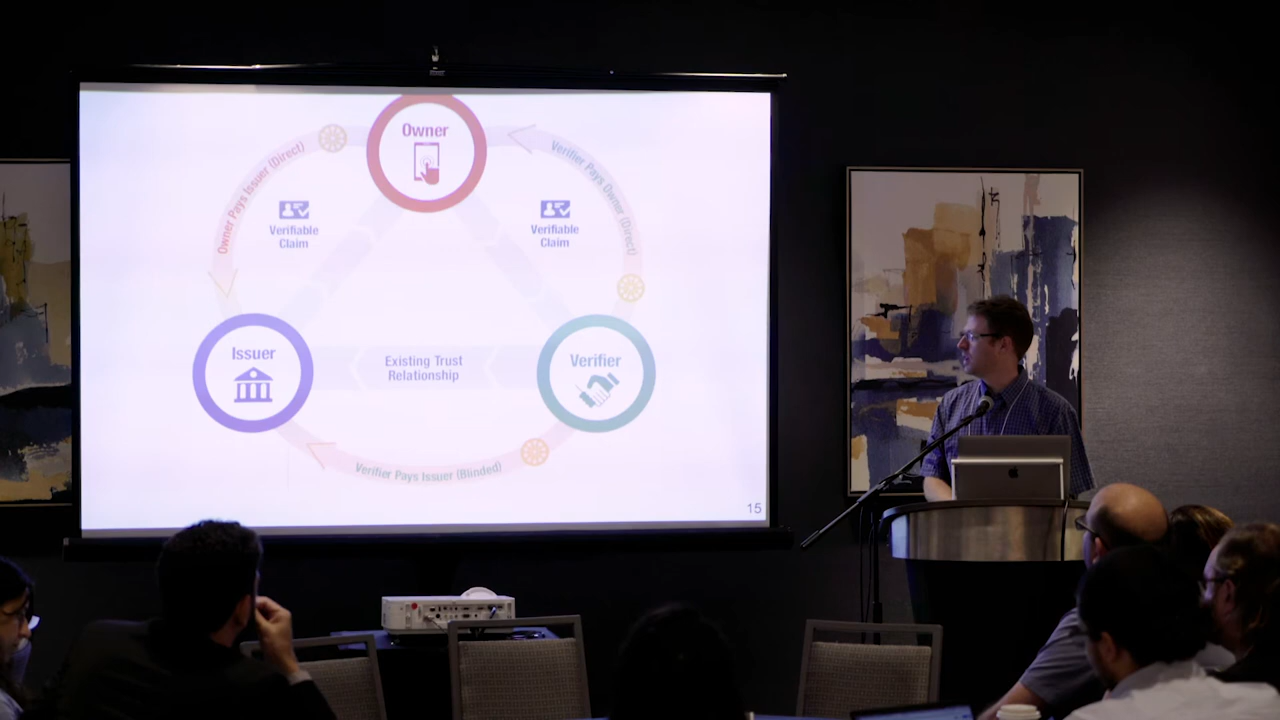 Owner
Owner Pays Issuer (Direct)
Verifier Pays Owner (Direct)
Verifiable
Claim
Verifiable
Claim
Issuer
Existing Trust
Relationship
Verifier
Verifier Pays Issuer (Blinded)
15